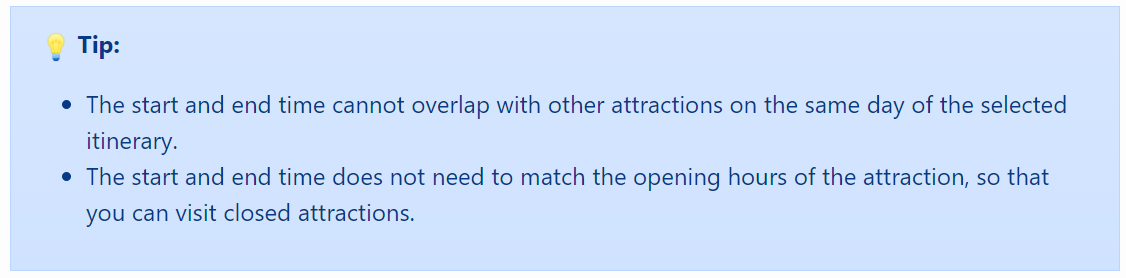 💡 Tip:
• The start and end time cannot overlap with other attractions on the same day of the selected
itinerary.
• The start and end time does not need to match the opening hours of the attraction, so that
you can visit closed attractions.